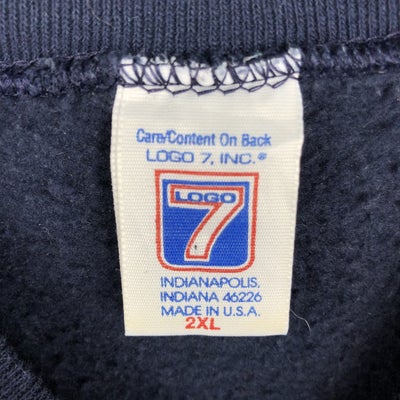 Care/Content On Back
LOGO 7, INC.®
LOGO
7
INDIANAPOLIS,
INDIANA 46226
MADE IN U.S.A.
2XL